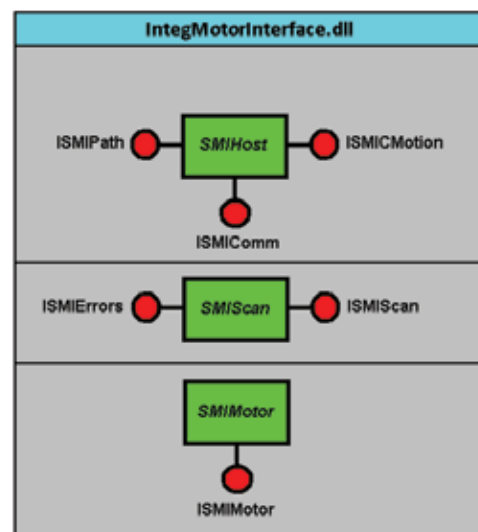 IntegMotorInterface.dll
ISMIPath
SMIHost
ISMICMotion
ISMIComm
ISMIErrors
SMIScan
ISMIScan
SMIMotor
ISMIMotor